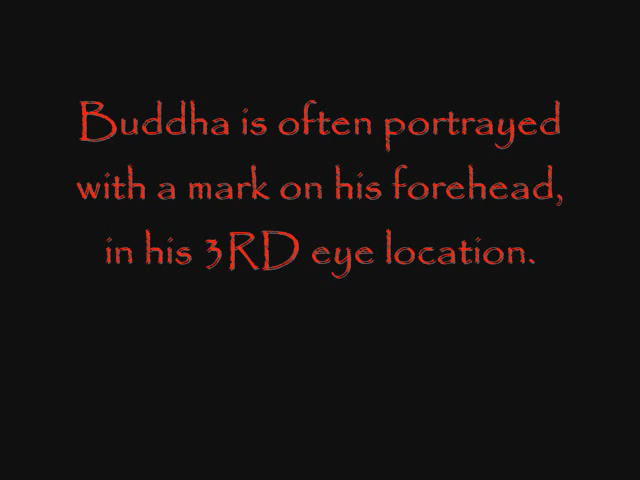 Buddha is often portrayed
with a mark on his forehead,
in his 3RD eye location.